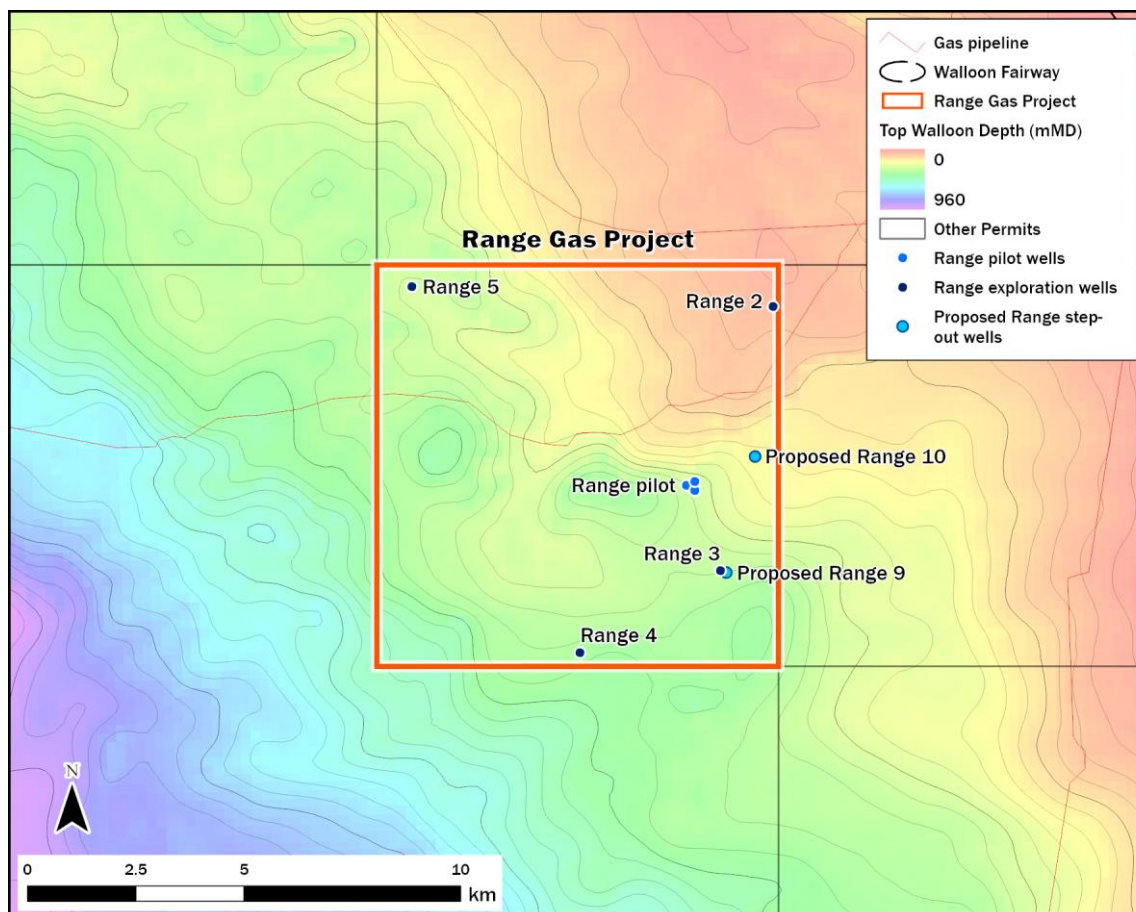 Gas pipeline
Walloon Fairway
Range Gas Project
Top Walloon Depth (mMD)
0
960
Other Permits
Range pilot wells
Range exploration wells
Proposed Range step-
out wells
Range Gas Project
Range 5
Range 2
Proposed Range 10
Range pilot
Range 3
Proposed Range 9
Range 4
N
0
2.5
5
10
km